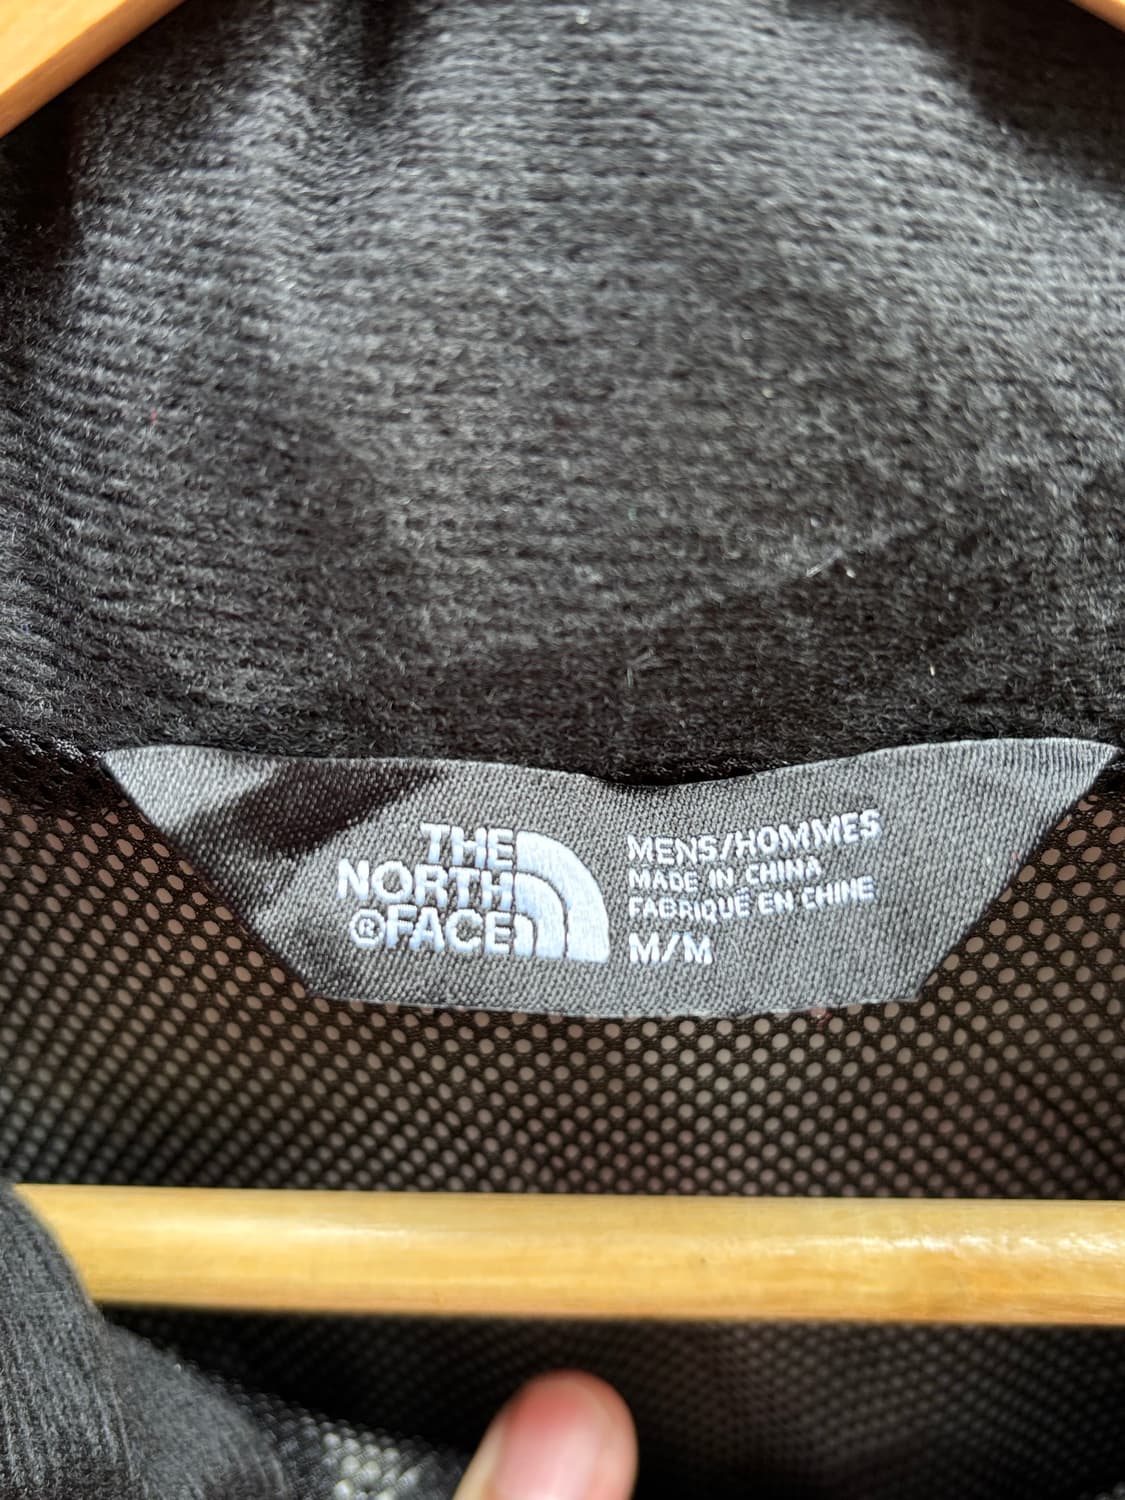 THE
NORTH
®FACE
MENS/HOMMES
MADE IN CHINA
FABRIQUÉ EN CHINE
M/M